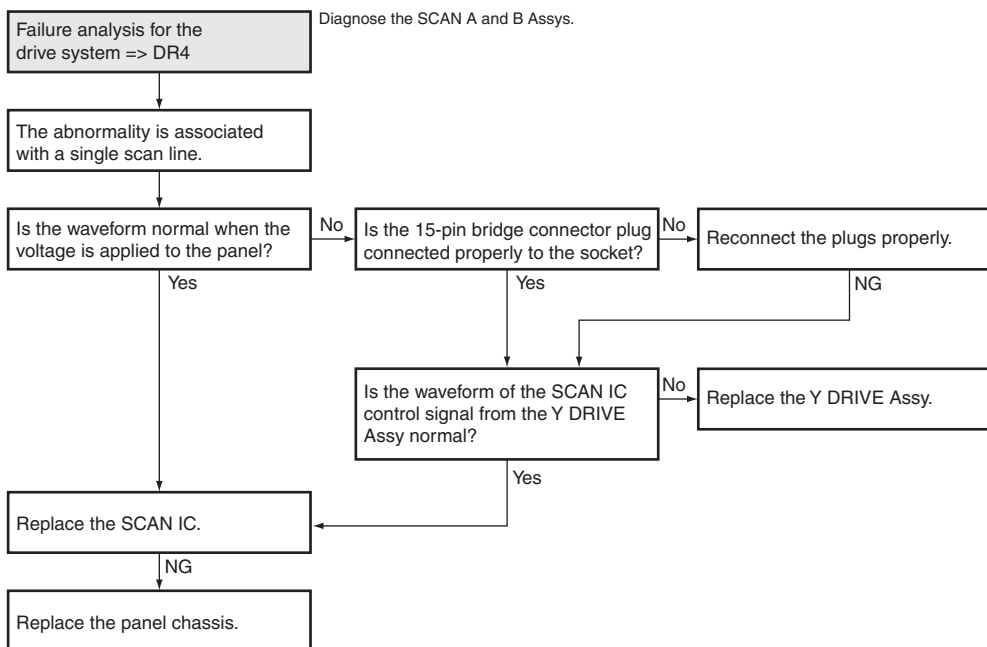 Failure analysis for the
drive system => DR4
Diagnose the SCAN A and B Assys.
The abnormality is associated
with a single scan line.
Is the waveform normal when the
voltage is applied to the panel?
No
Is the 15-pin bridge connector plug
connected properly to the socket?
No
Reconnect the plugs properly.
Yes
Yes
NG
Is the waveform of the SCAN IC
control signal from the Y DRIVE
Assy normal?
No
Replace the Y DRIVE Assy.
Yes
Replace the SCAN IC.
NG
Replace the panel chassis.